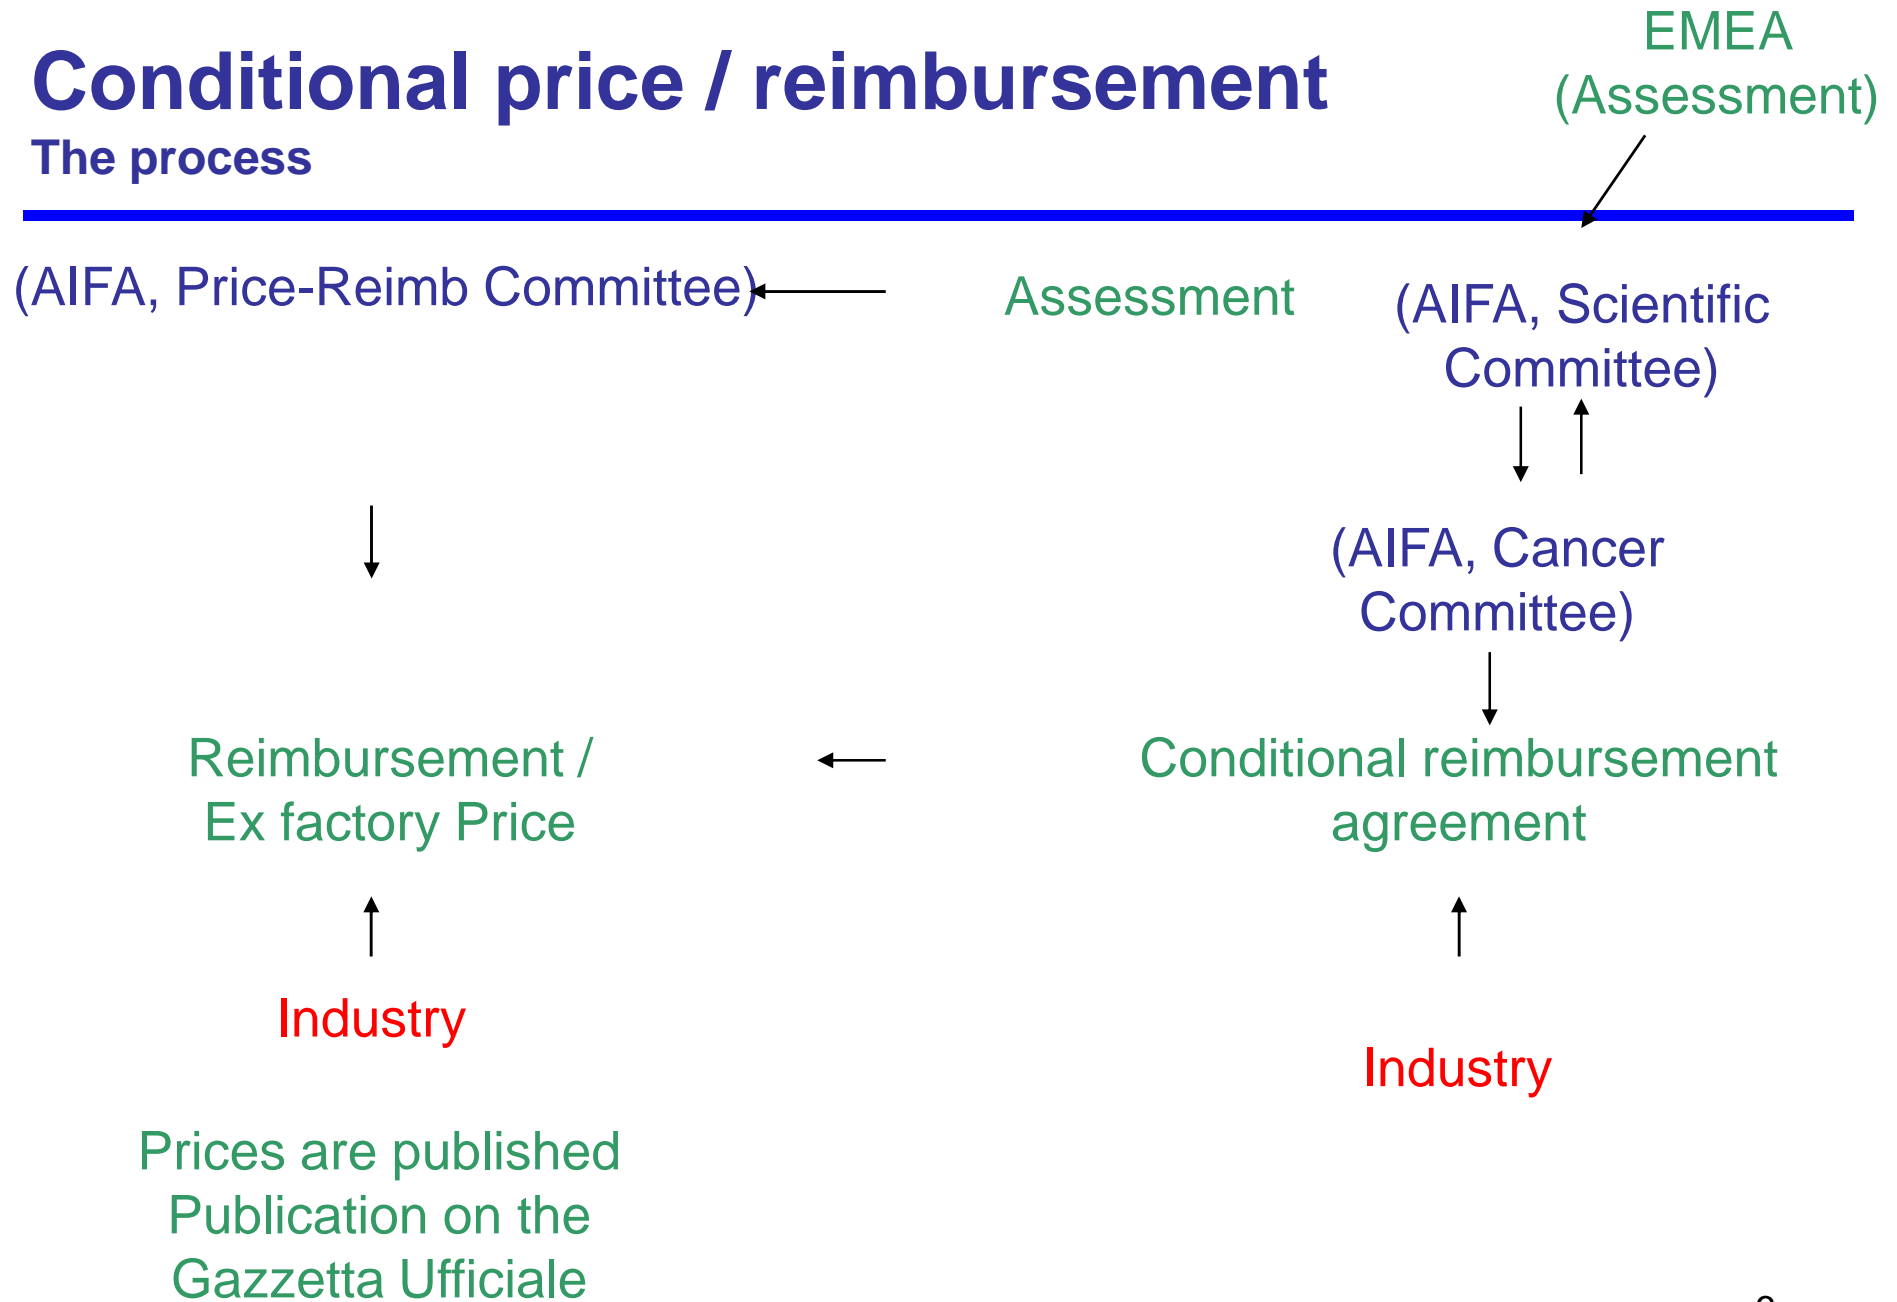 EMEA
(Assessment)
Conditional price / reimbursement
The process
(AIFA, Price-Reimb Committee)
Assessment
(AIFA, Scientific
Committee)
(AIFA, Cancer
Committee)
Reimbursement /
Ex factory Price
Conditional reimbursement
agreement
Industry
Industry
Prices are published
Publication on the
Gazzetta Ufficiale